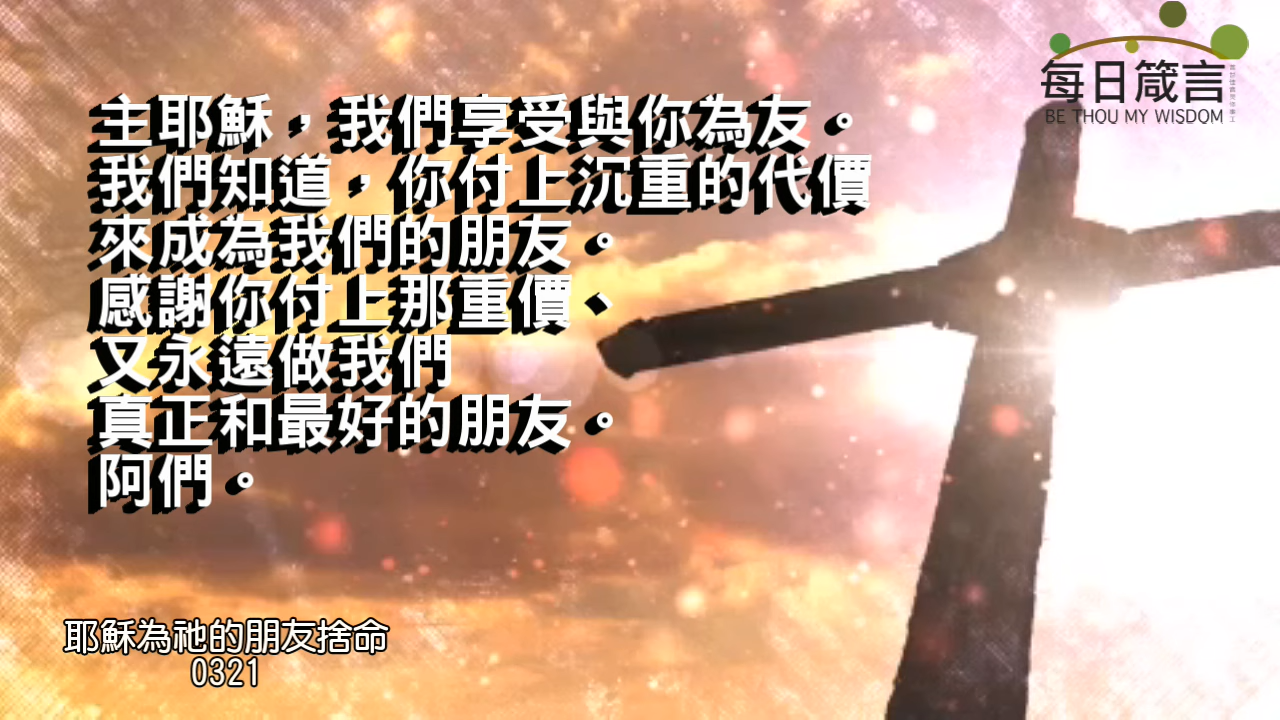 每日箴言
BE THOU MY WISDOM
主耶穌，我們享受與你為友。
我們知道，你付上沉重的代價
來成為我們的朋友。
感謝你付上那重價、
又永遠做我們
真正和最好的朋友。
阿們。
耶穌為祂的朋友捨命
0321